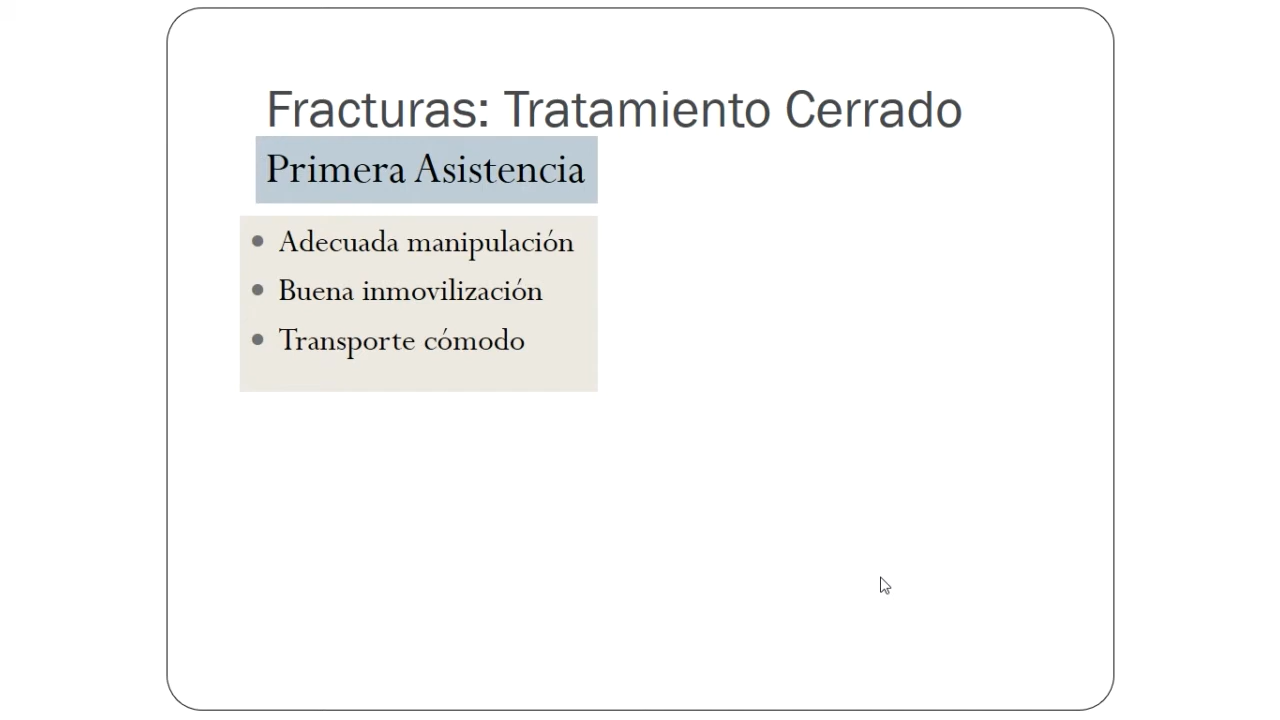 Fracturas: Tratamiento Cerrado
Primera Asistencia
• Adecuada manipulación
• Buena inmovilización
• Transporte cómodo